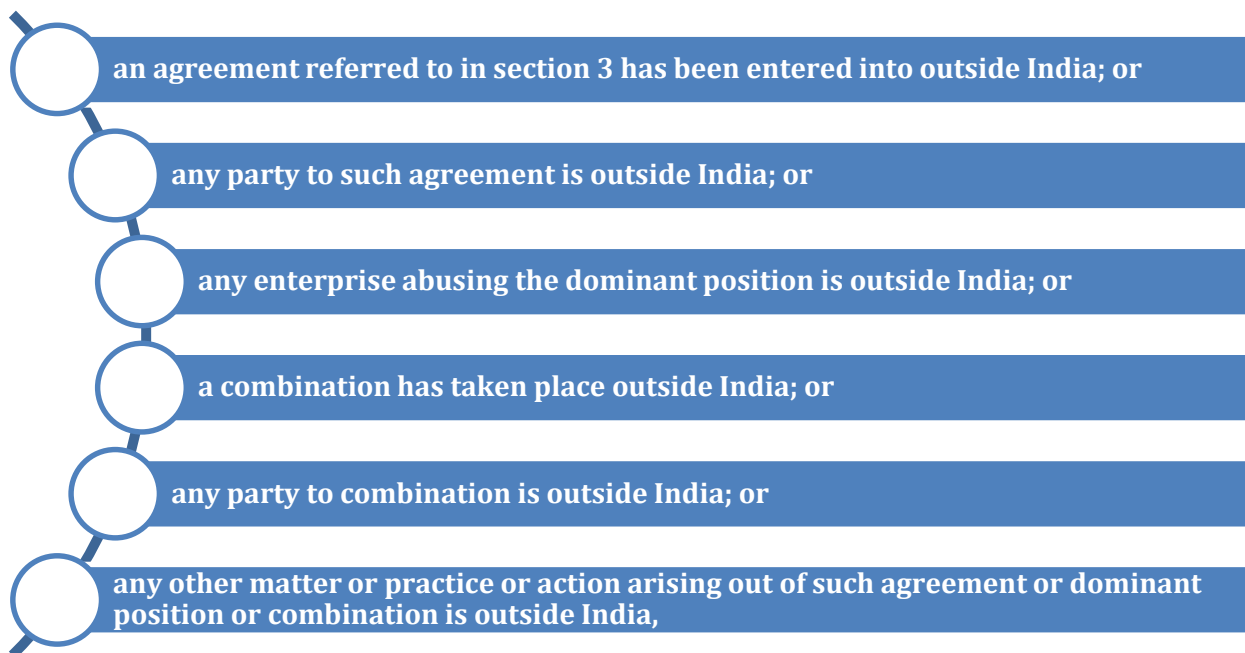 an agreement referred to in section 3 has been entered into outside India; or
any party to such agreement is outside India; or
any enterprise abusing the dominant position is outside India; or
a combination has taken place outside India; or
any party to combination is outside India; or
any other matter or practice or action arising out of such agreement or dominant
position or combination is outside India,